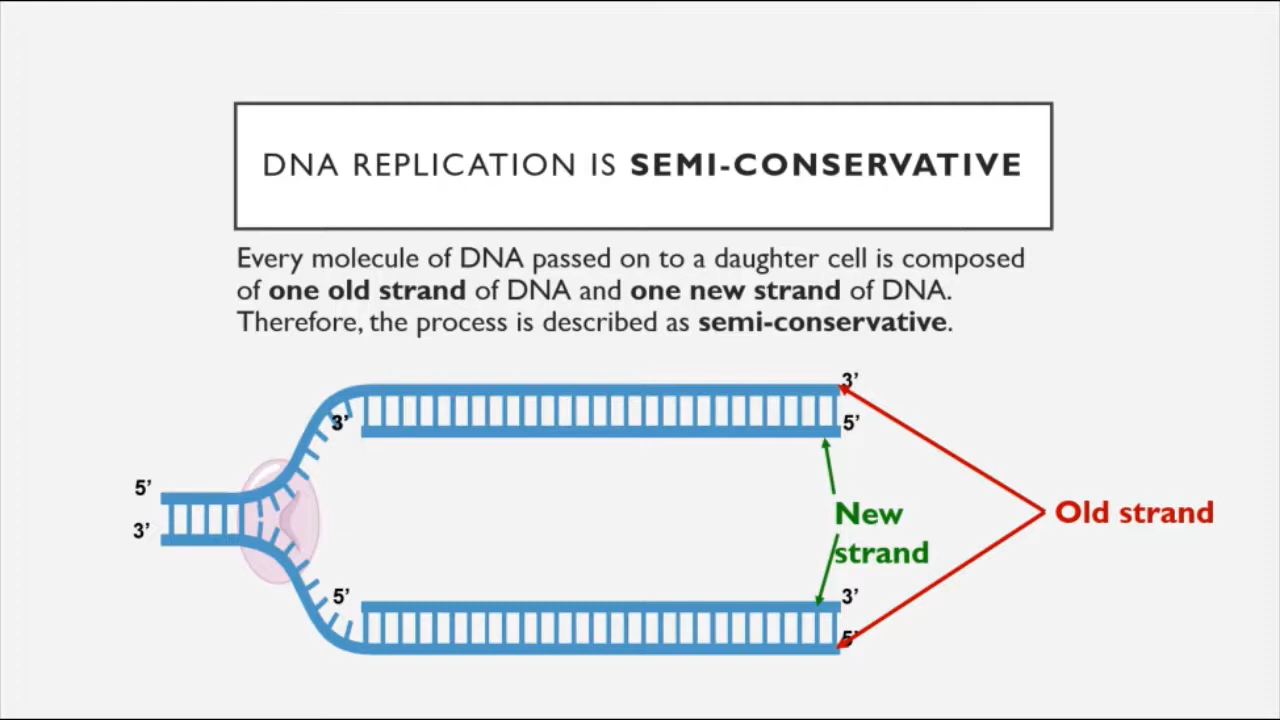 DNA REPLICATION IS SEMI-CONSERVATIVE
Every molecule of DNA passed on to a daughter cell is composed
of one old strand of DNA and one new strand of DNA.
Therefore, the process is described as semi-conservative.
3’
3’
5’
5’
3’
New
strand
Old strand
5’
3’
5’